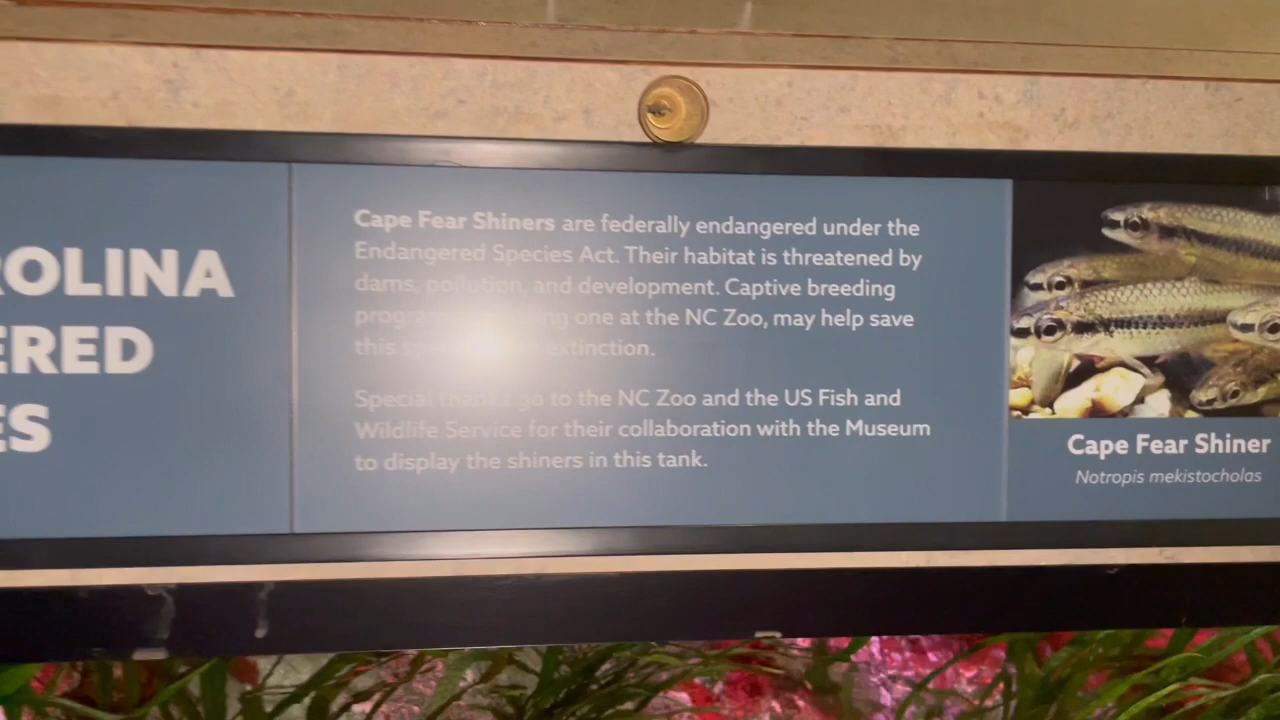 ROLINA
ERED
ES
Cape Fear Shiners are federally endangered under the
Endangered Species Act. Their habitat is threatened by
dams, pollution, and development. Captive breeding
one at the NC Zoo, may help save
this extinction.
Special thanks go to the NC Zoo and the US Fish and
Wildlife Service for their collaboration with the Museum
to display the shiners in this tank.
Cape Fear Shiner
Notropis mekistocholas